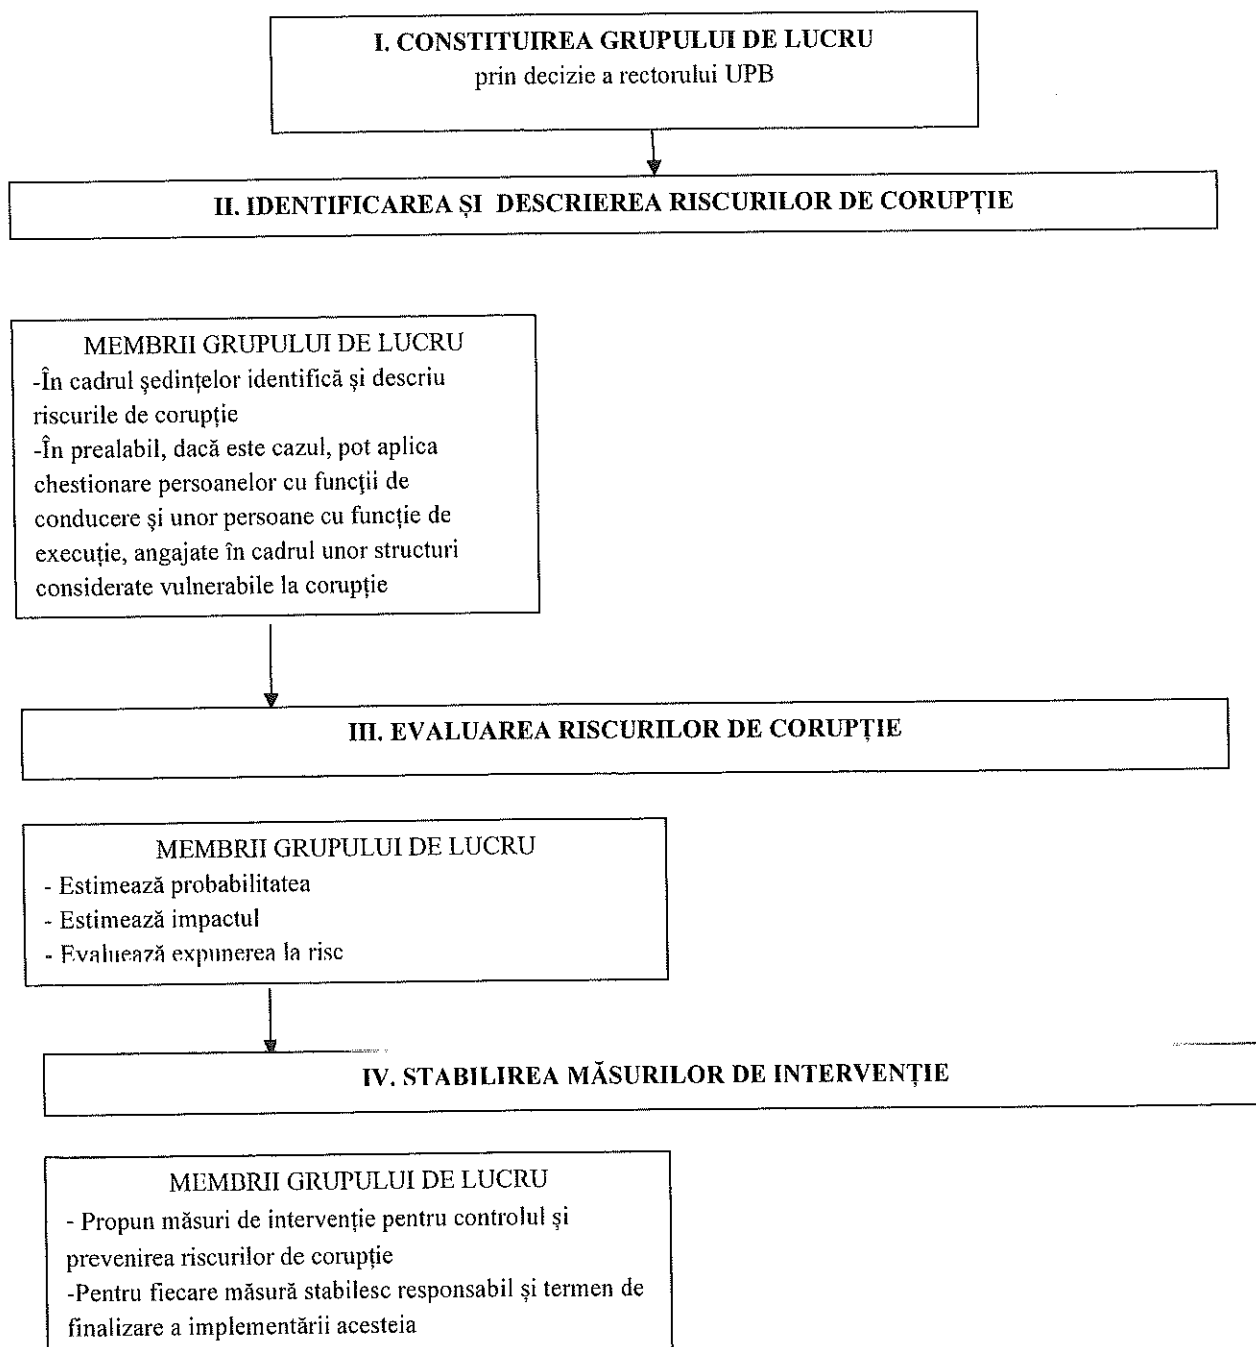 I. CONSTITUIREA GRUPULUI DE LUCRU
prin decizie a rectorului UPB
II. IDENTIFICAREA ȘI DESCRIEREA RISCURILOR DE CORUPȚIE
MEMBRII GRUPULUI DE LUCRU
-În cadrul ședințelor identifică și descriu
riscurile de corupție
-În prealabil, dacă este cazul, pot aplica
chestionare persoanelor cu funcții de
conducere și unor persoane cu funcție de
execuție, angajate în cadrul unor structuri
considerate vulnerabile la corupție
III. EVALUAREA RISCURILOR DE CORUPȚIE
MEMBRII GRUPULUI DE LUCRU
- Estimează probabilitatea
- Estimează impactul
- Evaluează expunerea la risc
IV. STABILIREA MĂSURILOR DE INTERVENȚIE
MEMBRII GRUPULUI DE LUCRU
- Propun măsuri de intervenție pentru controlul și
prevenirea riscurilor de corupție
-Pentru fiecare măsură stabilesc responsabil și termen de
finalizare a implementării acesteia